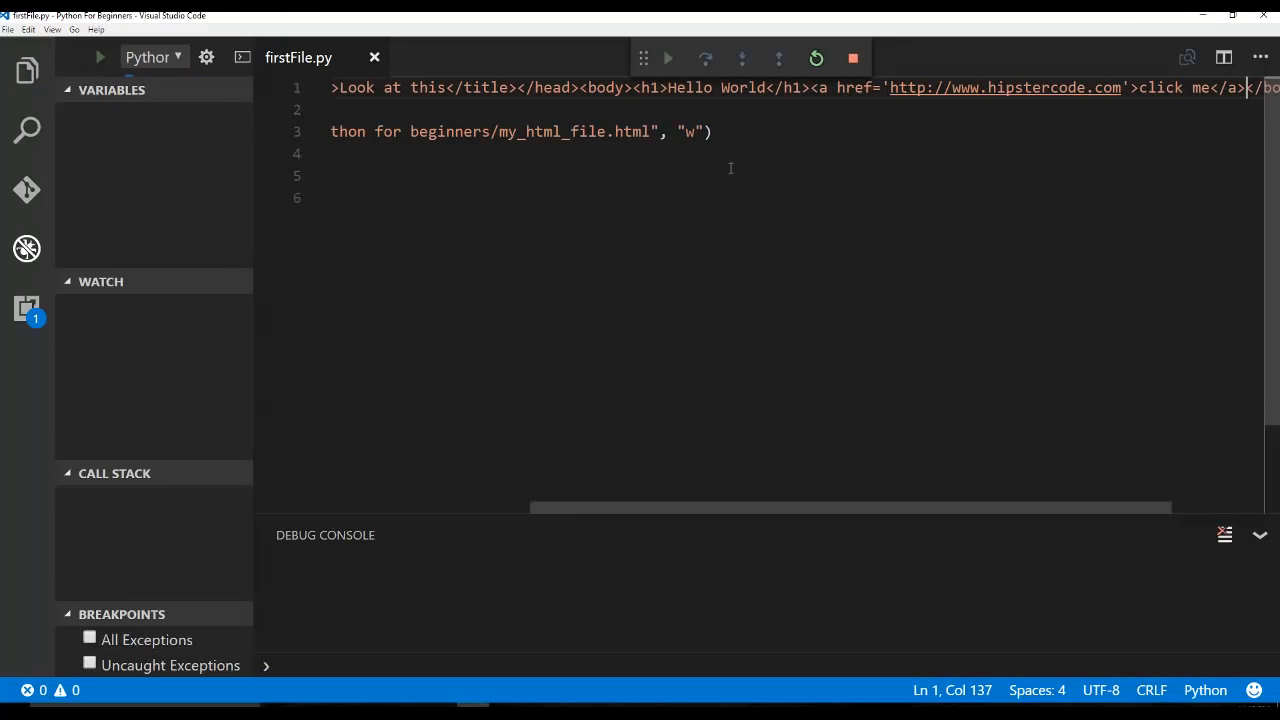 firstFile.py - Python For Beginners - Visual Studio Code
File Edit View Go Help
Python firstFile.py
VARIABLES
1 >Look at this</title></head><body><h1>Hello World</h1><a href='http://www.hipstercode.com'>click me</a></bo
2
3 thon for beginners/my_html_file.html", "w")
4
5
6
WATCH
1
CALL STACK
DEBUG CONSOLE
BREAKPOINTS
All Exceptions
Uncaught Exceptions
0 0 Ln 1, Col 137 Spaces: 4 UTF-8 CRLF Python